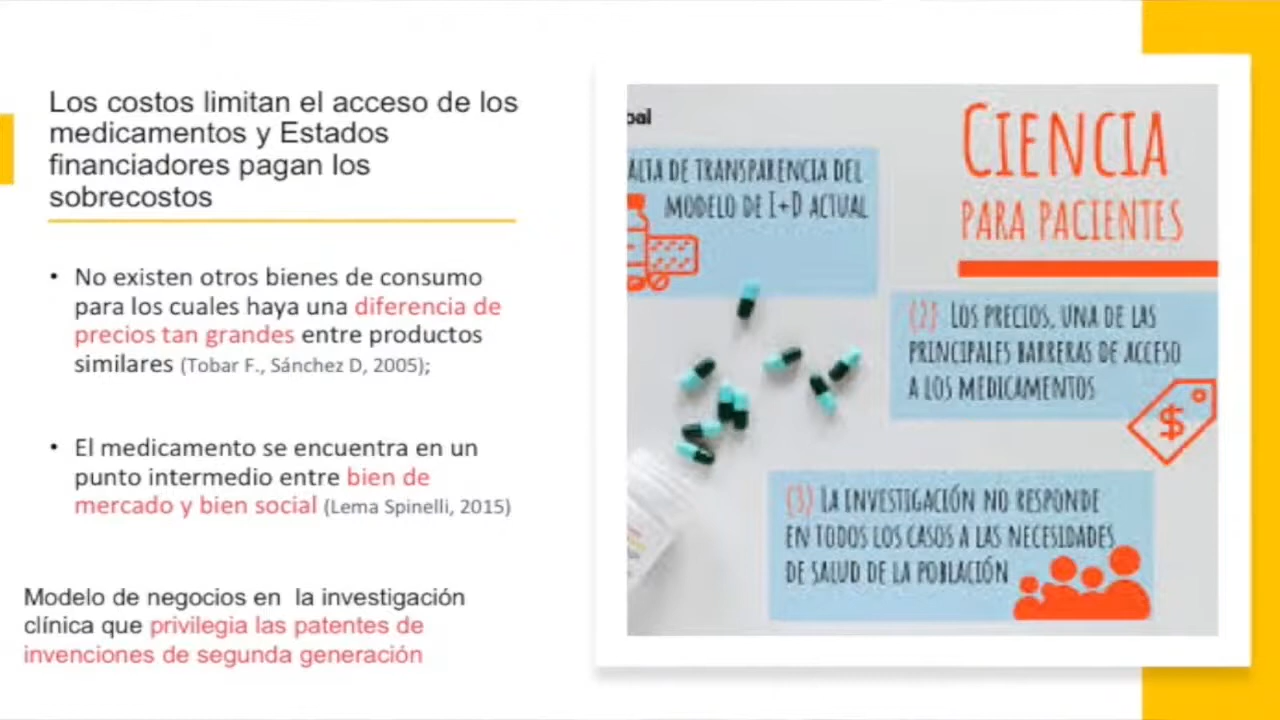 Los costos limitan el acceso de los
medicamentos y Estados
financiadores pagan los
sobrecostos
• No existen otros bienes de consumo
para los cuales haya una diferencia de
precios tan grandes entre productos
similares (Tobar F., Sánchez D, 2005);
• El medicamento se encuentra en un
punto intermedio entre bien de
mercado y bien social (Lema Spinelli, 2015)
Modelo de negocios en la investigación
clínica que privilegia las patentes de
invenciones de segunda generación
CIENCIA
PARA PACIENTES
ALTA DE TRANSPARENCIA DEL
MODELO DE I+D ACTUAL
(2) LOS PRECIOS, UNA DE LAS
PRINCIPALES BARRERAS DE ACCESO
A LOS MEDICAMENTOS
$
(3) LA INVESTIGACIÓN NO RESPONDE
EN TODOS LOS CASOS A LAS NECESIDADES
DE SALUD DE LA POBLACIÓN